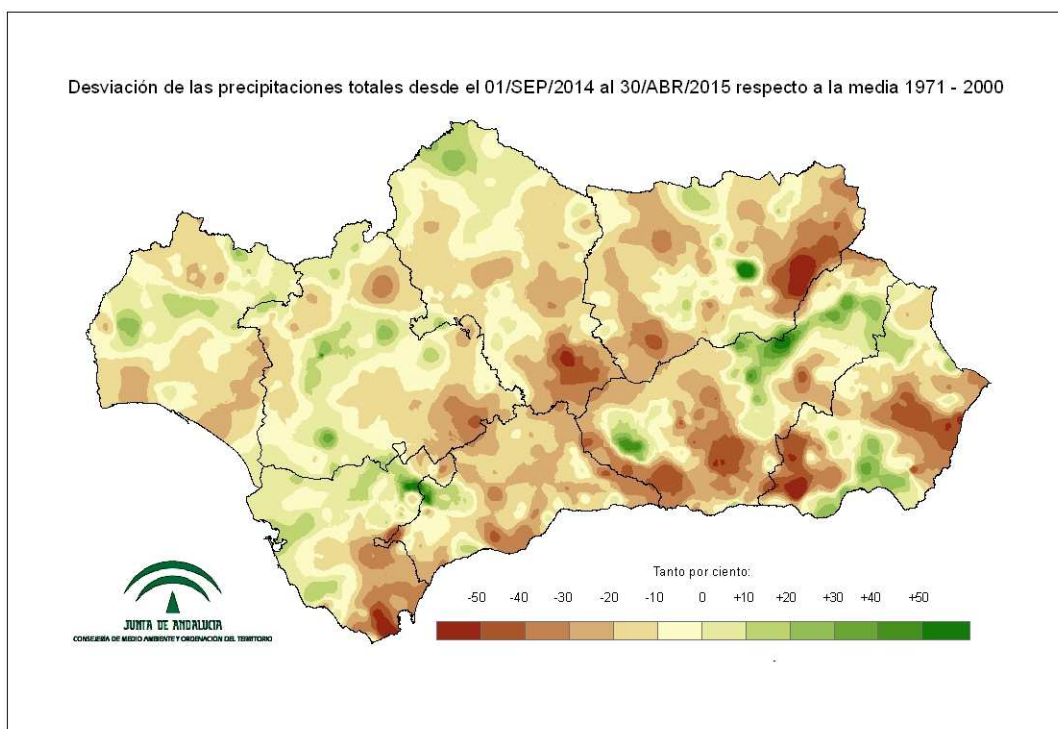 Desviación de las precipitaciones totales desde el 01/SEP/2014 al 30/ABR/2015 respecto a la media 1971 - 2000
Tanto por ciento:
-50 -40 -30 -20 -10 0 +10 +20 +30 +40 +50
JUNTA DE ANDALUCIA
CONSEJERÍA DE MEDIO AMBIENTE Y ORDENACIÓN DEL TERRITORIO